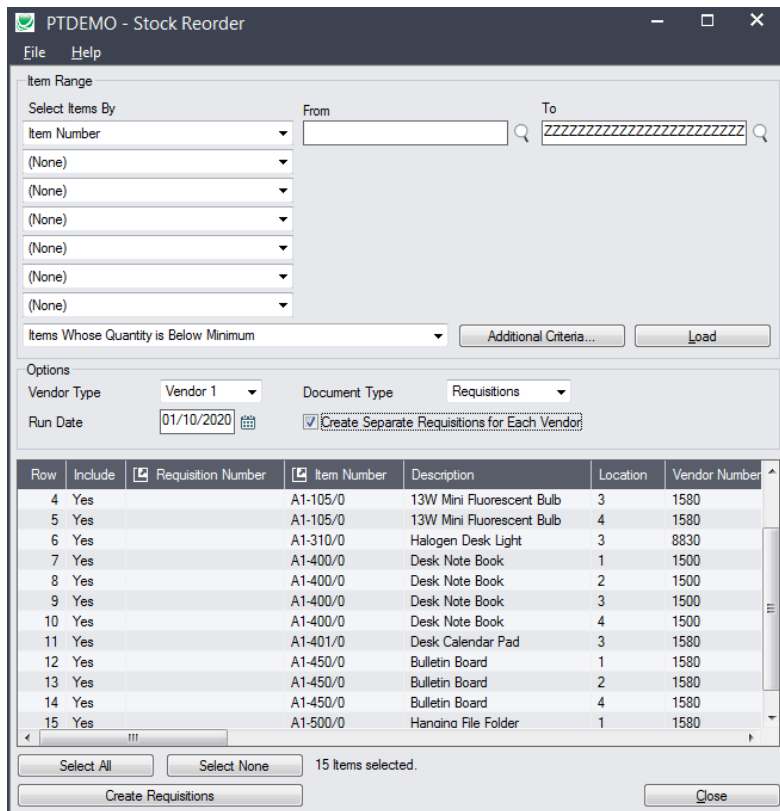 PTDEMO - Stock Reorder
File Help
Item Range
Select Items By From To
Item Number ZZZZZZZZZZZZZZZZZZZZZZZZ
(None)
(None)
(None)
(None)
(None)
(None)
Items Whose Quantity is Below Minimum Additional Criteria... Load
Options
Vendor Type Vendor 1 Document Type Requisitions
Run Date 01/10/2020 Create Separate Requisitions for Each Vendor
Row Include Requisition Number Item Number Description Location Vendor Number
4 Yes A1-105/0 13W Mini Fluorescent Bulb 3 1580
5 Yes A1-105/0 13W Mini Fluorescent Bulb 4 1580
6 Yes A1-310/0 Halogen Desk Light 3 8830
7 Yes A1-400/0 Desk Note Book 1 1500
8 Yes A1-400/0 Desk Note Book 2 1500
9 Yes A1-400/0 Desk Note Book 3 1500
10 Yes A1-400/0 Desk Note Book 4 1500
11 Yes A1-401/0 Desk Calendar Pad 3 1580
12 Yes A1-450/0 Bulletin Board 1 1580
13 Yes A1-450/0 Bulletin Board 2 1580
14 Yes A1-450/0 Bulletin Board 4 1580
15 Yes A1-500/0 Hanging File Folder 1 1580
Select All Select None 15 Items selected.
Create Requisitions Close